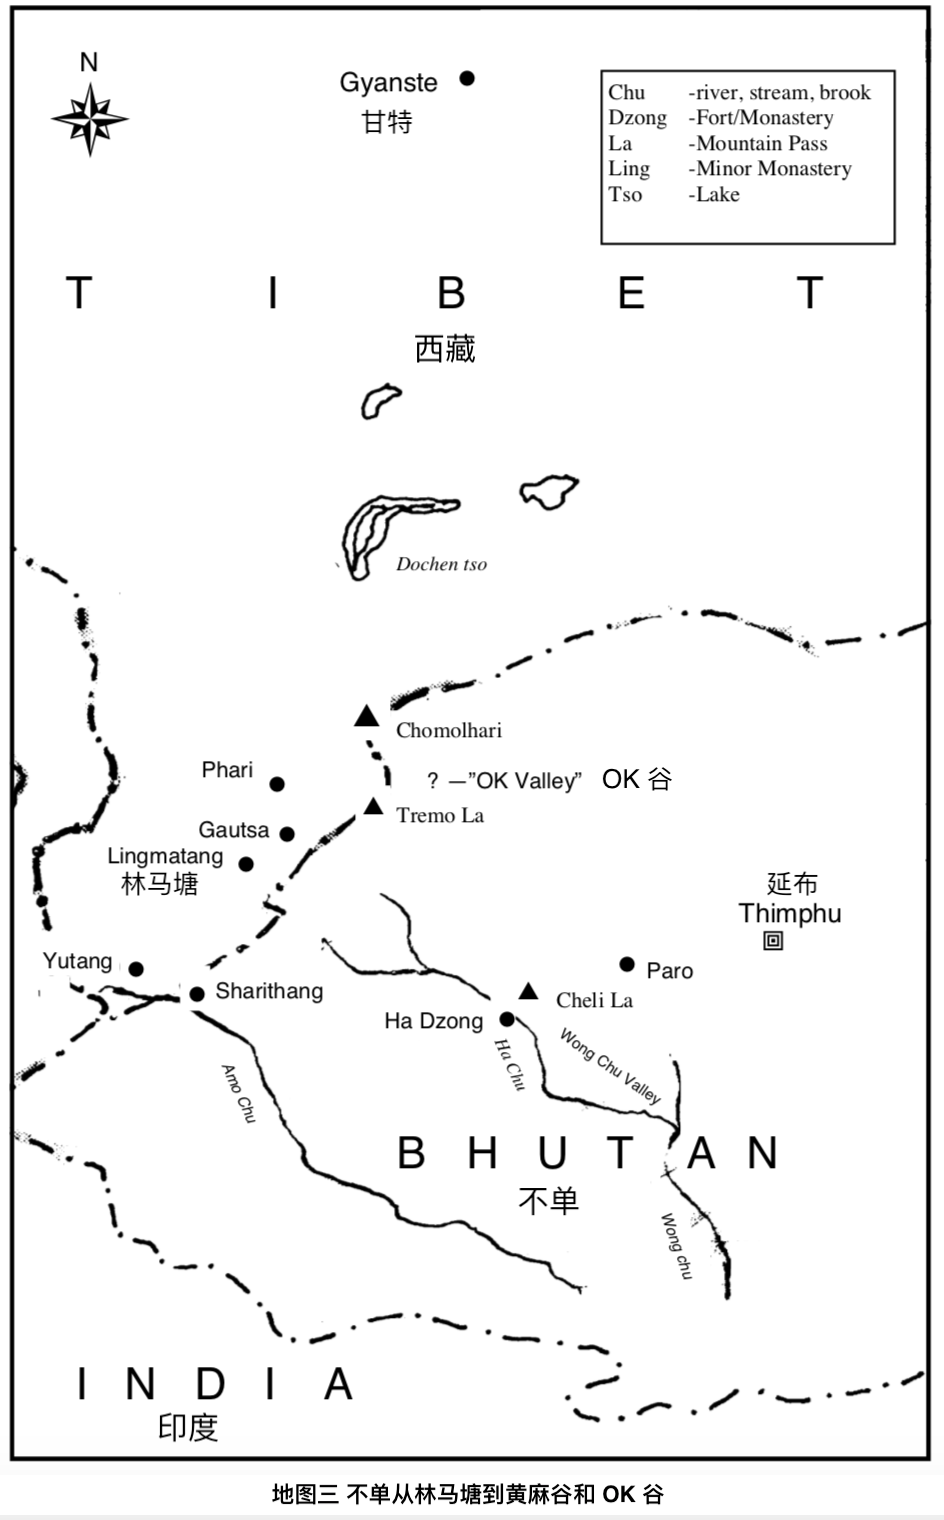 N
Gyanste
甘特
Chu -river, stream, brook
Dzong -Fort/Monastery
La -Mountain Pass
Ling -Minor Monastery
Tso -Lake
T I B E T
西藏
Dochen tso
Chomolhari
Phari
? —”OK Valley” OK 谷
Tremo La
Gautsa
Lingmatang
林马塘
延布
Thimphu
Yutang
Paro
Sharithang
Cheli La
Ha Dzong
Ha Chu
Wong Chu Valley
Amo Chu
B H U T A N
不单
Wong chu
I N D I A
印度
地图三 不单从林马塘到黄麻谷和 OK 谷